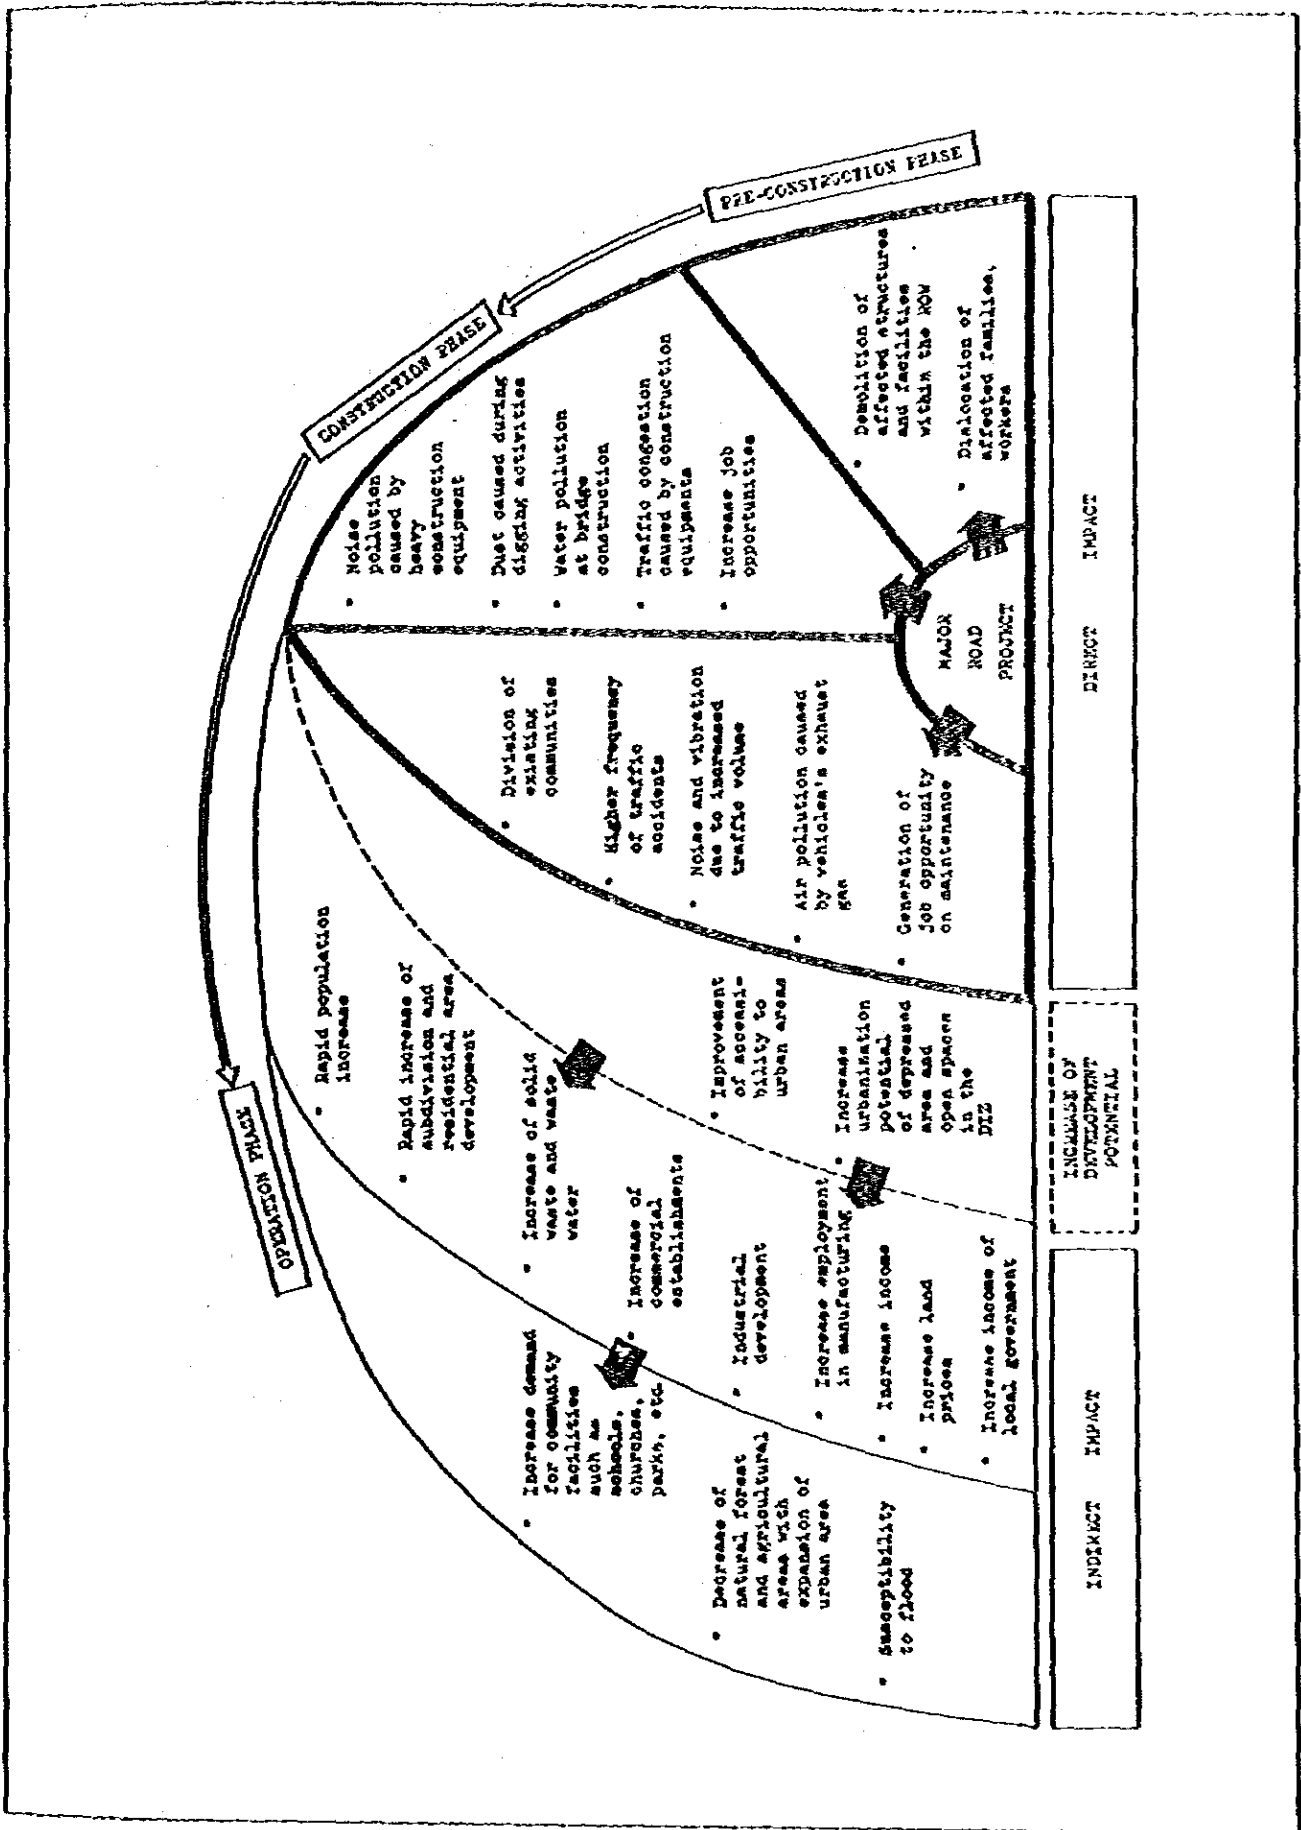 PRE-CONSTRUCTION PHASE
CONSTRUCTION PHASE
OPERATION PHASE
• Increase demand
for community
facilities
such as
schools,
churches,
parks, etc.
• Decrease of
natural forest
and agricultural
areas with
expansion of
urban area
• Susceptibility
to flood
• Rapid population
increase
• Rapid increase of
subdivision and
residential area
development
• Increase of solid
waste and waste
water
• Increase of
commercial
establishments
• Industrial
development
• Increase employment
in manufacturing
• Increase income
• Increase land
prices
• Increase income of
local government
• Improvement
of accessi-
bility to
urban areas
• Increase
urbanization
potential
of depressed
area and
open spaces
in the
DIZ
• Division of
existing
communities
• Higher frequency
of traffic
accidents
• Noise and vibration
due to increased
traffic volume
• Air pollution caused
by vehicles's exhaust
gas
• Generation of
job opportunity
on maintenance
• Noise
pollution
caused by
heavy
construction
equipment
• Dust caused during
digging activities
• Water pollution
at bridge
construction
• Traffic congestion
caused by construction
equipments
• Increase job
opportunities
• Demolition of
affected structures
and facilities
within the ROW
• Dislocation of
affected families,
workers
MAJOR
ROAD
PROJECT
INDIRECT IMPACT
INCREASE OF
DEVELOPMENT
POTENTIAL
DIRECT IMPACT